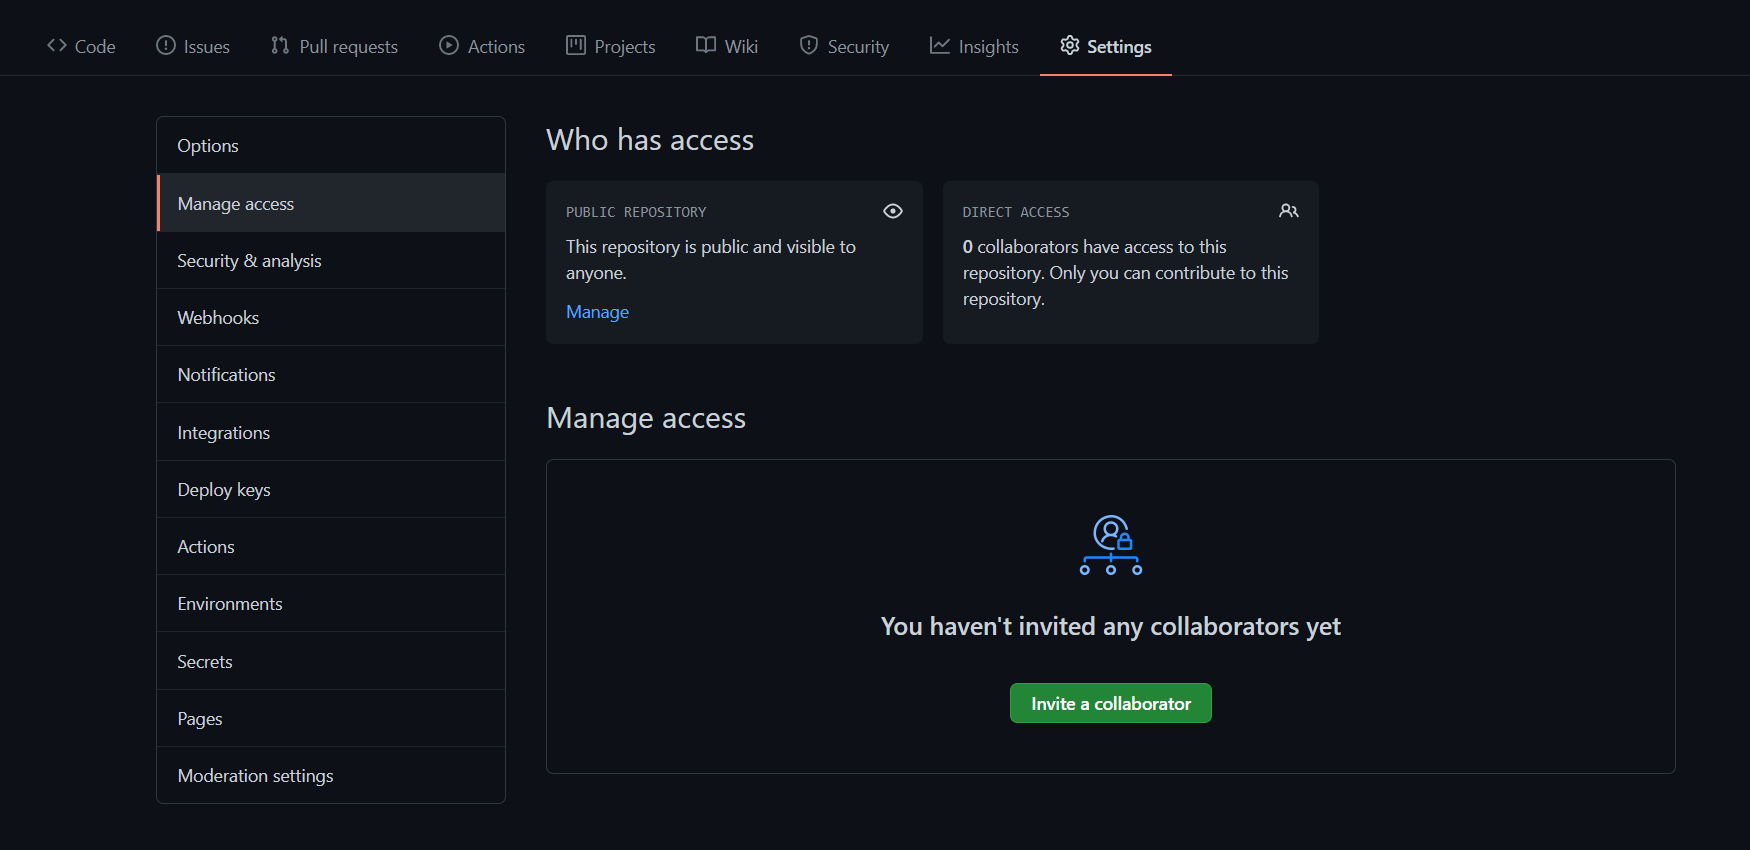 Code Issues Pull requests Actions Projects Wiki Security Insights Settings
Options
Manage access
Security & analysis
Webhooks
Notifications
Integrations
Deploy keys
Actions
Environments
Secrets
Pages
Moderation settings
Who has access
PUBLIC REPOSITORY
This repository is public and visible to
anyone.
Manage
DIRECT ACCESS
0 collaborators have access to this
repository. Only you can contribute to this
repository.
Manage access
You haven't invited any collaborators yet
Invite a collaborator